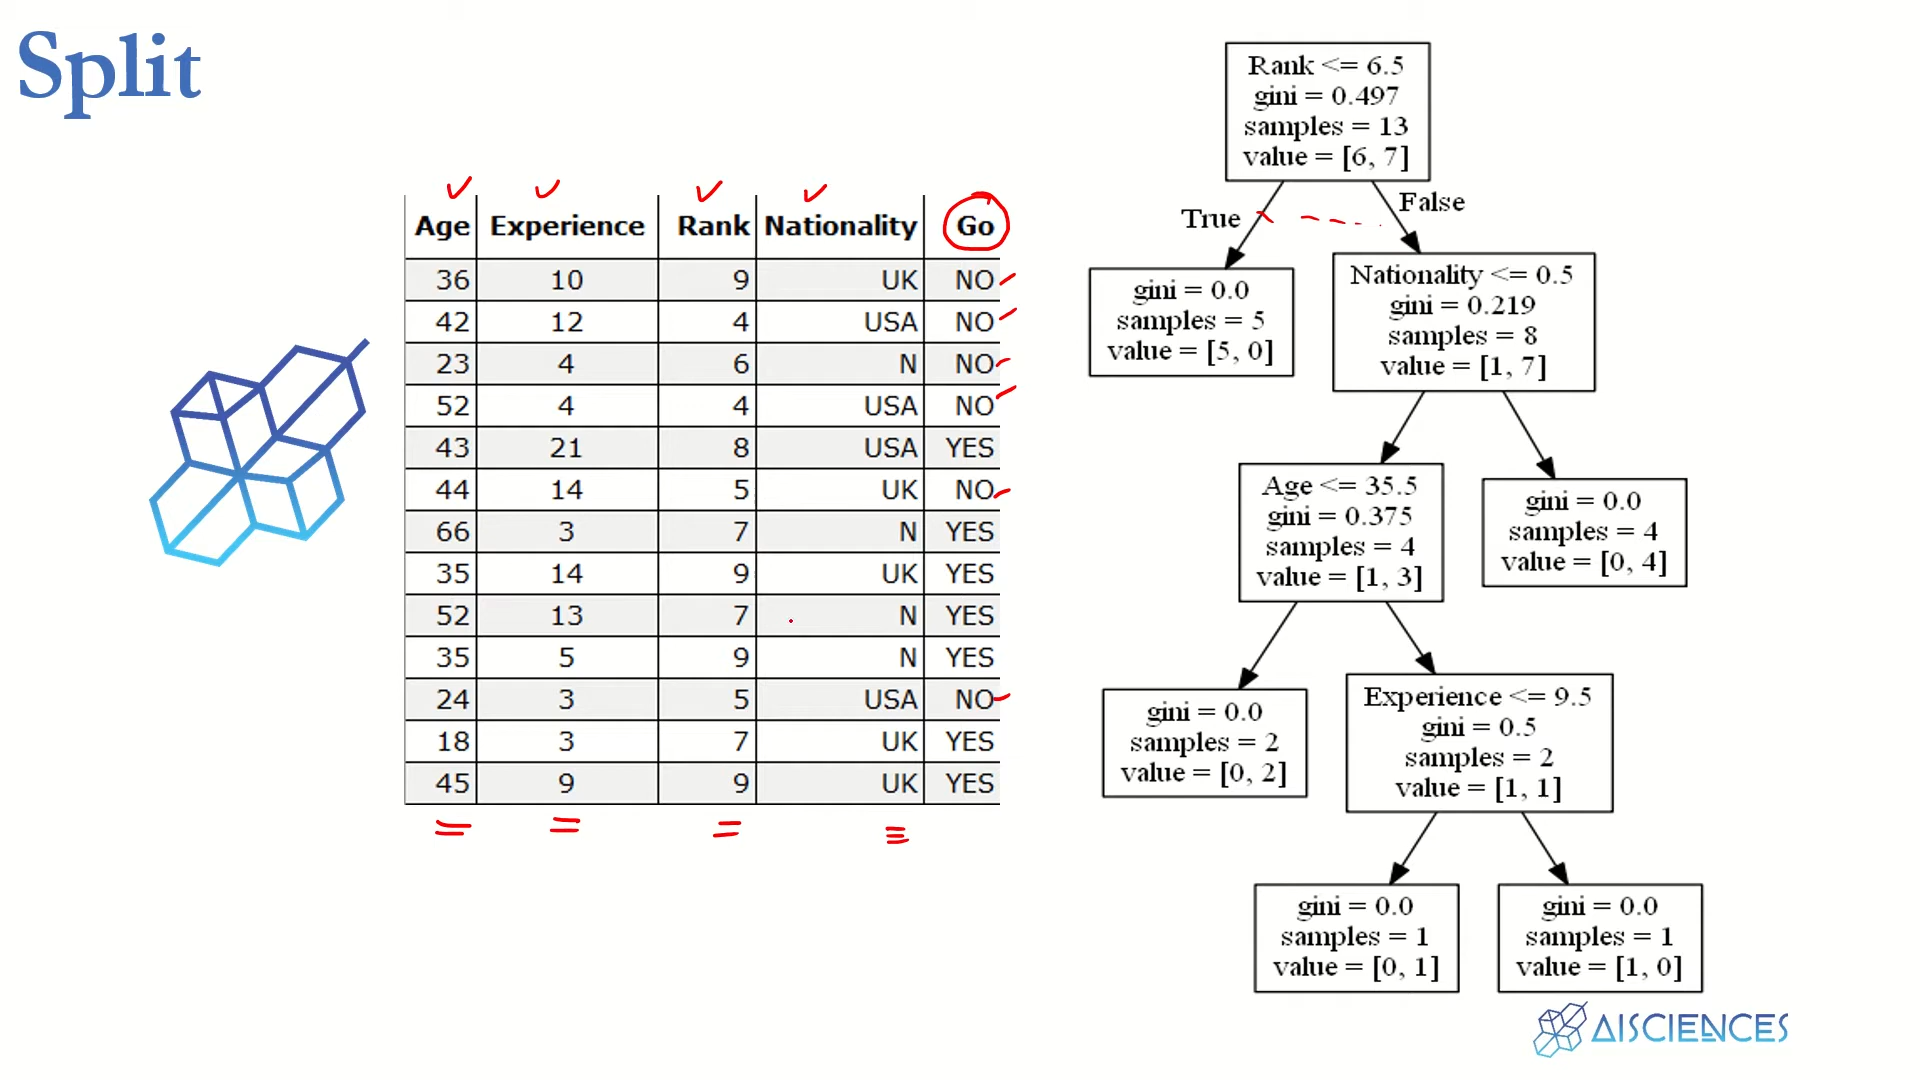 Split
Age Experience Rank Nationality Go
36 10 9 UK NO
42 12 4 USA NO
23 4 6 N NO
52 4 4 USA NO
43 21 8 USA YES
44 14 5 UK NO
66 3 7 N YES
35 14 9 UK YES
52 13 7 N YES
35 5 9 N YES
24 3 5 USA NO
18 3 7 UK YES
45 9 9 UK YES
Rank <= 6.5
gini = 0.497
samples = 13
value = [6, 7]
True
False
gini = 0.0
samples = 5
value = [5, 0]
Nationality <= 0.5
gini = 0.219
samples = 8
value = [1, 7]
Age <= 35.5
gini = 0.375
samples = 4
value = [1, 3]
gini = 0.0
samples = 4
value = [0, 4]
gini = 0.0
samples = 2
value = [0, 2]
Experience <= 9.5
gini = 0.5
samples = 2
value = [1, 1]
gini = 0.0
samples = 1
value = [0, 1]
gini = 0.0
samples = 1
value = [1, 0]
AISCIENCES